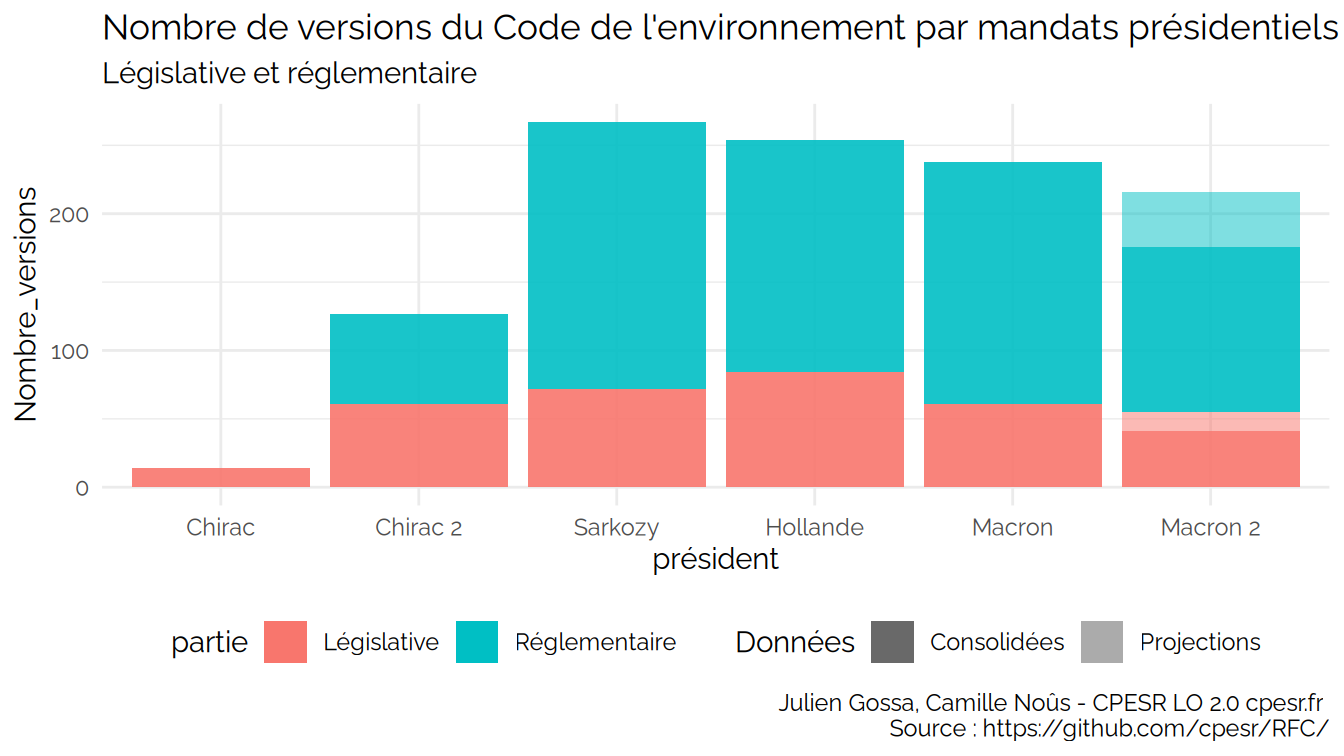 Nombre de versions du Code de l'environnement par mandats présidentiels
Législative et réglementaire
Nombre_versions
200
100
0
Chirac Chirac 2 Sarkozy Hollande Macron Macron 2
président
partie Législative Réglementaire Données Consolidées Projections
Julien Gossa, Camille Noûs - CPESR LO 2.0 cpesr.fr
Source : https://github.com/cpesr/RFC/